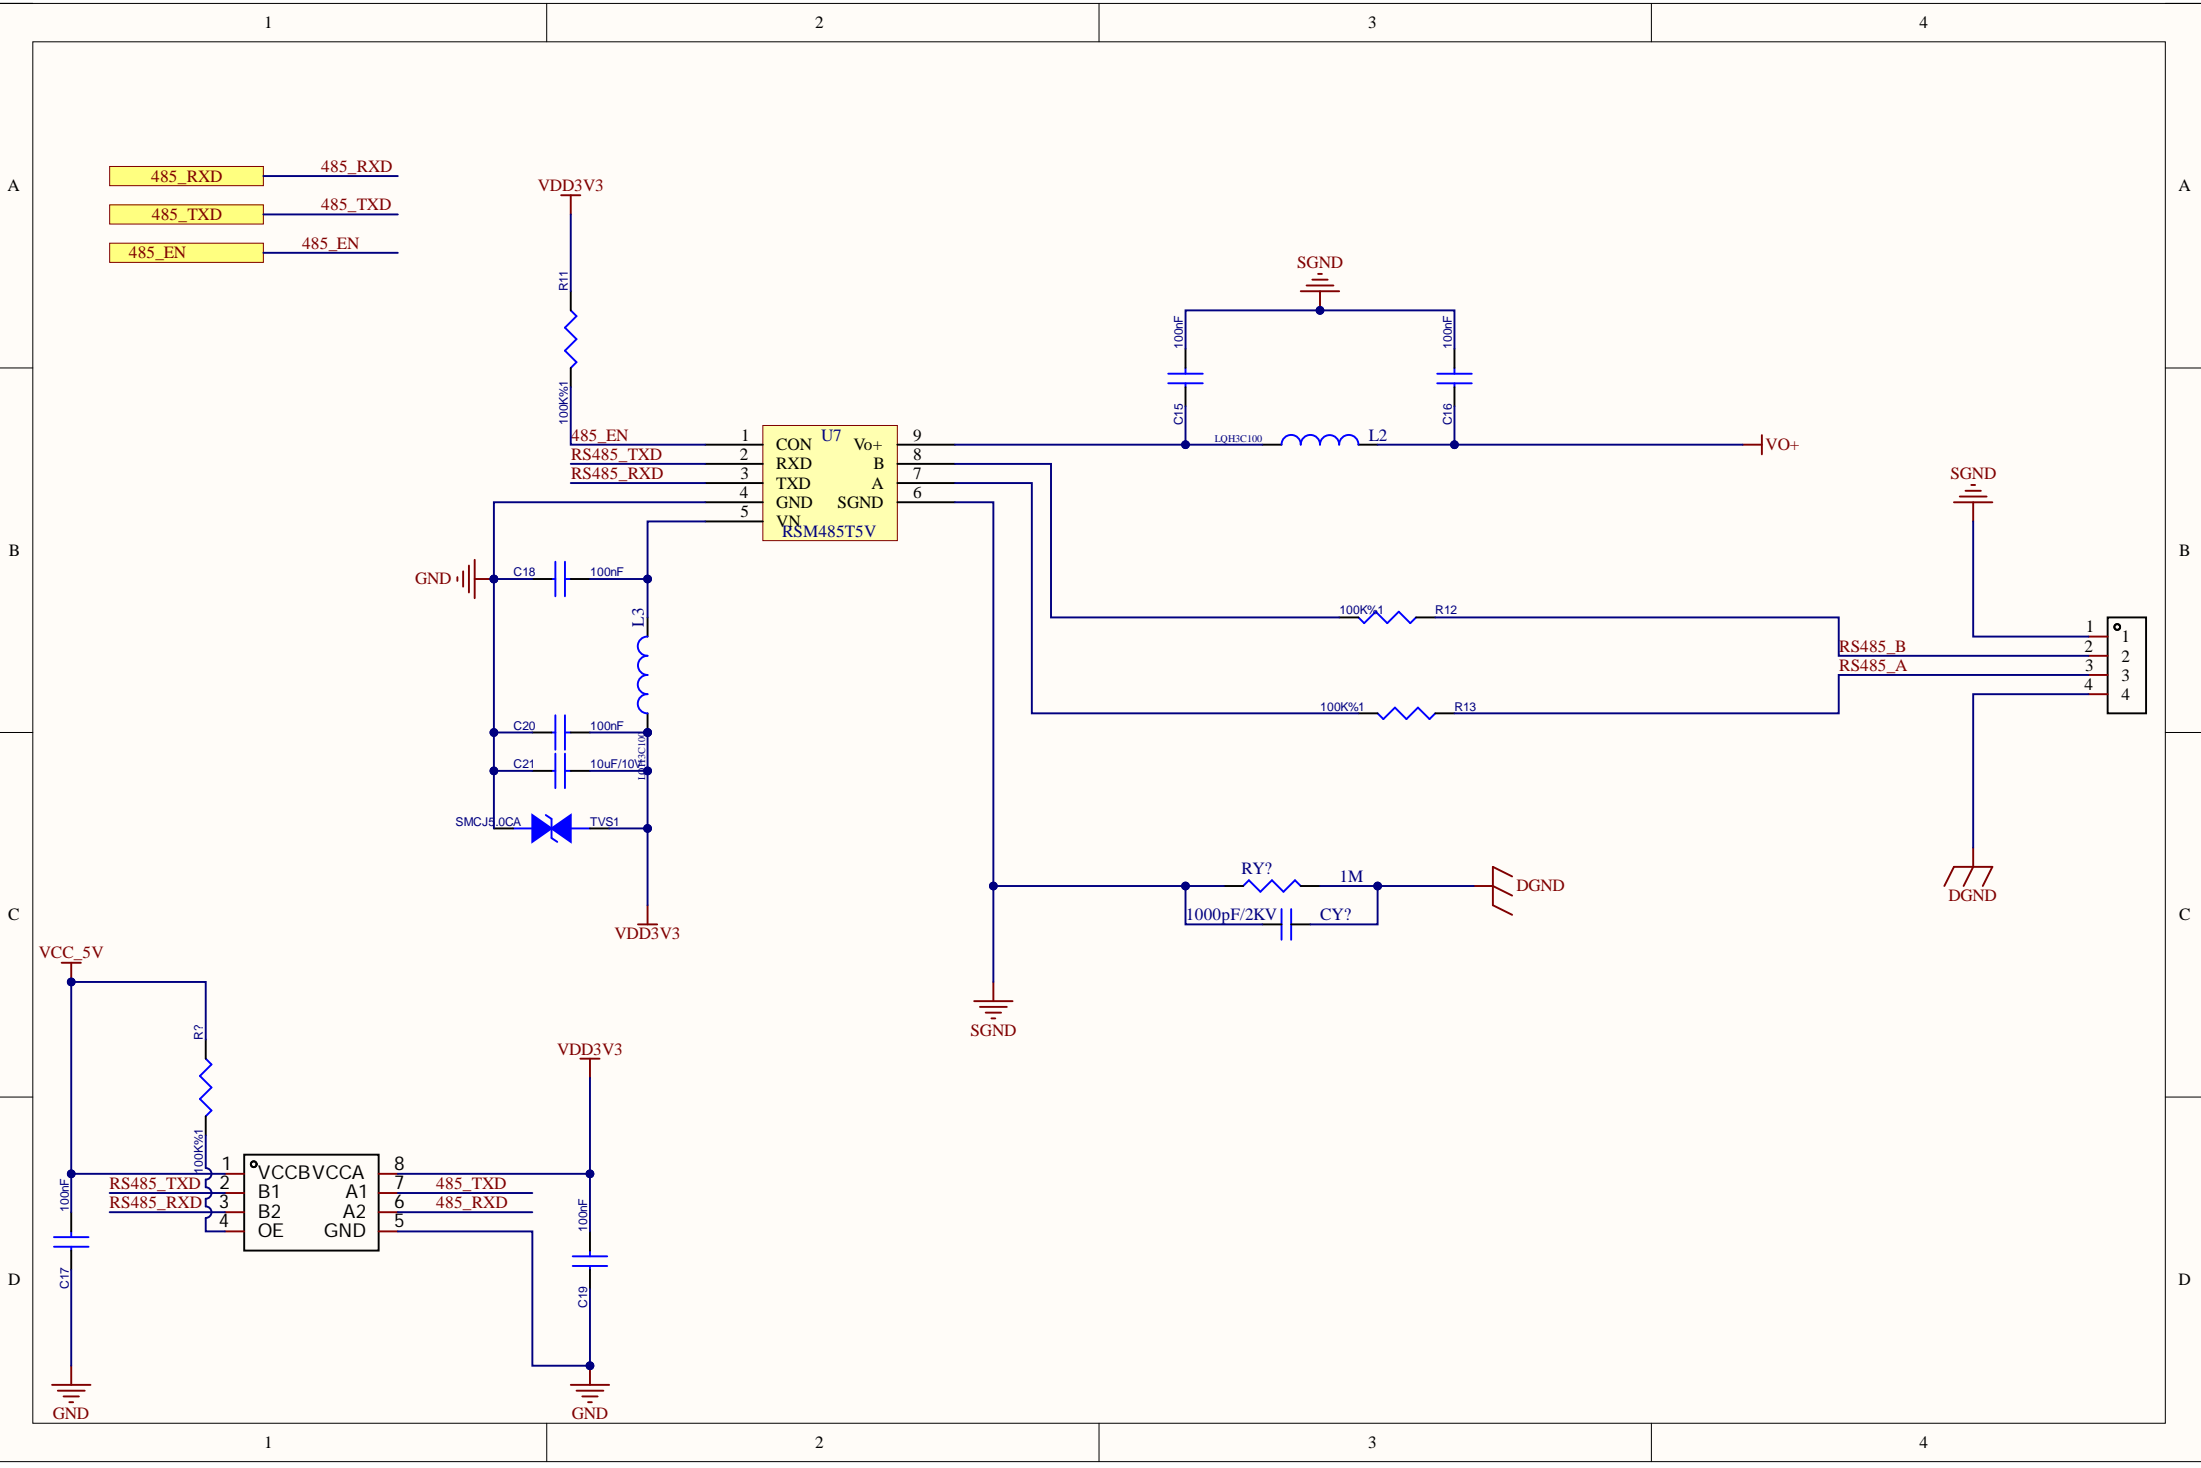 1 2 3 4
A A
485_RXD 485_RXD
485_TXD 485_TXD
485_EN 485_EN
VDD3V3
R11
100K%1
SGND
100nF 100nF
C15 C16
LQH3C100 L2
VO+
485_EN 1 CON U7 Vo+ 9
RS485_TXD 2 RXD B 8
RS485_RXD 3 TXD A 7
4 GND SGND 6
5 VN
RSM485T5V
SGND
B B
GND C18 100nF
L3
100K%1 R12
RS485_B
RS485_A
1 1
2 2
3 3
4 4
100K%1 R13
C20 100nF
LQH3C100
C21 10uF/10V
SMCJ5.0CA TVS1
VDD3V3
RY? 1M
DGND
1000pF/2KV CY?
DGND
C C
SGND
VCC_5V
R?
100K%1
VDD3V3
1 VCCB VCCA 8
RS485_TXD 2 B1 A1 7 485_TXD
RS485_RXD 3 B2 A2 6 485_RXD
4 OE GND 5
100nF
C17
100nF
C19
D D
GND GND
1 2 3 4